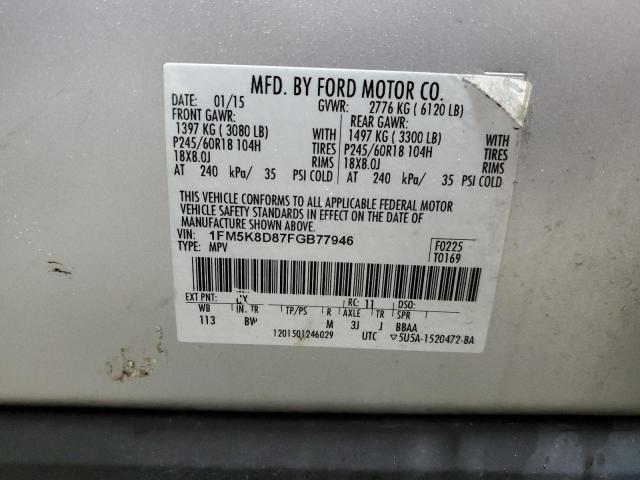 MFD. BY FORD MOTOR CO.
DATE: 01/15 GVWR: 2776 KG ( 6120 LB)
FRONT GAWR: REAR GAWR:
1397 KG ( 3080 LB) WITH 1497 KG ( 3300 LB) WITH
P245/60R18 104H TIRES P245/60R18 104H TIRES
18X8.0J RIMS 18X8.0J RIMS
AT 240 kPa/ 35 PSI COLD AT 240 kPa/ 35 PSI COLD
THIS VEHICLE CONFORMS TO ALL APPLICABLE FEDERAL MOTOR
VEHICLE SAFETY STANDARDS IN EFFECT ON THE DATE OF
MANUFACTURE SHOWN ABOVE.
VIN: 1FM5K8D87FGB77946 F0225
TYPE: MPV T0169
EXT PNT: RC: 11 DSO:
WB INT TR TP/PS R AXLE TR SPR
113 BW M 3J J BBAA
1201501246029 UTC ▽5U5A-1520472-BA